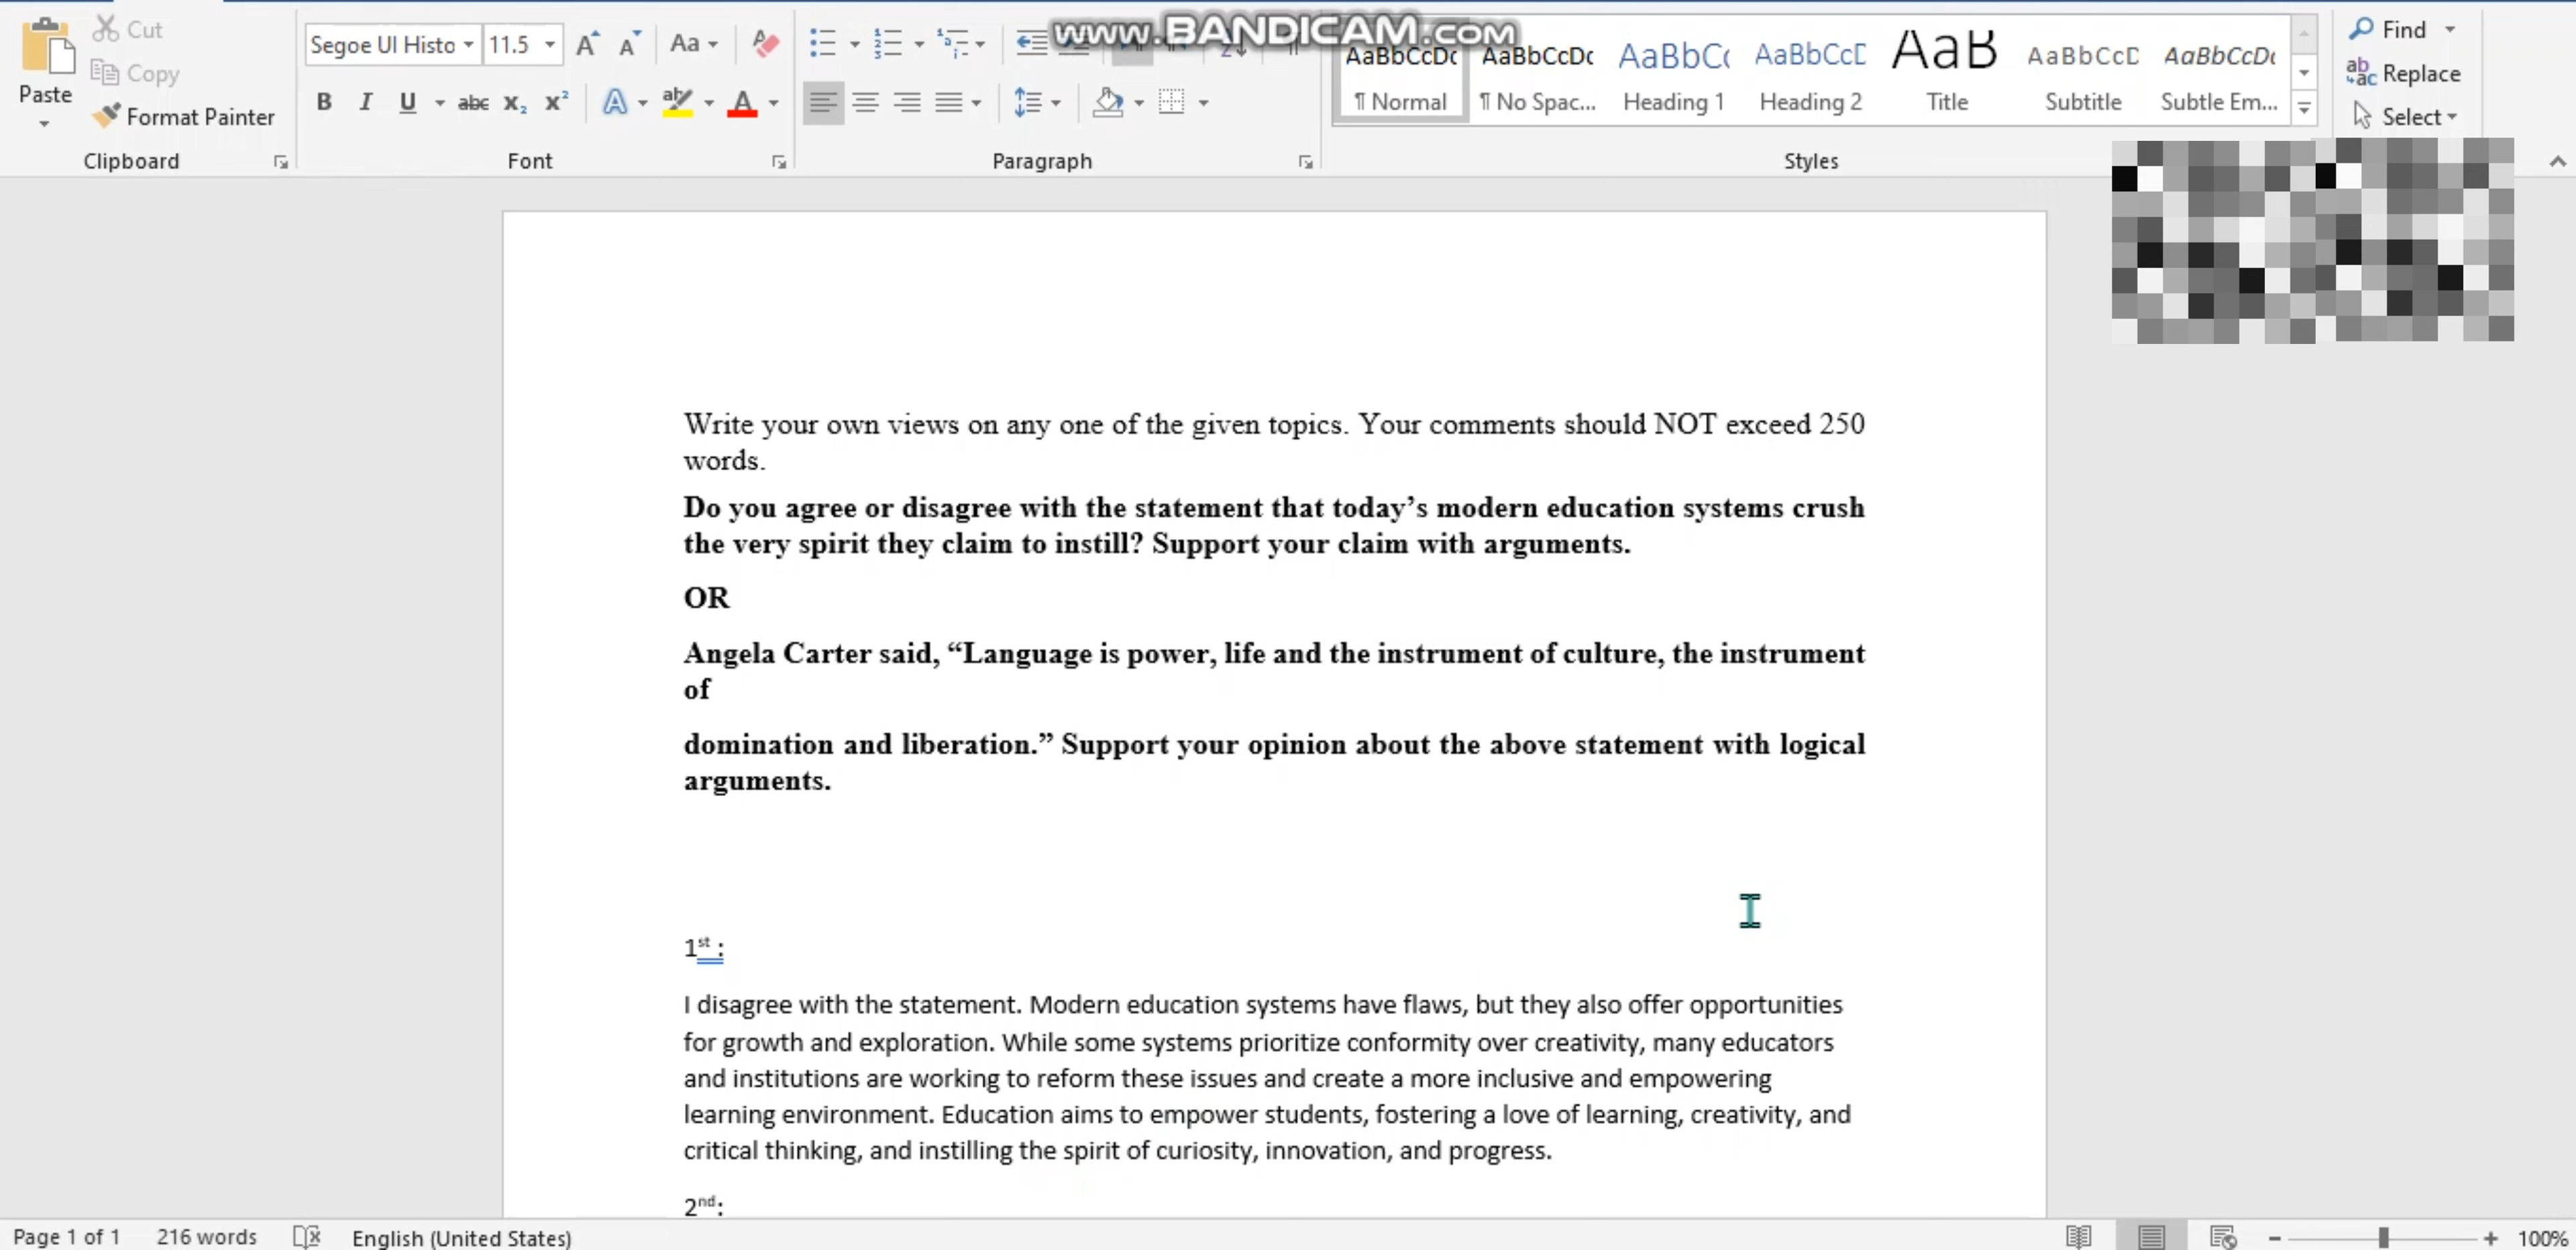 Cut
Copy
Paste
Format Painter
Clipboard
Segoe UI Histo
11.5
Aa
B I U abc X₂ X²
A
ab
A
Font
Paragraph
www.BANDICAM.com
AaBbCcDc AaBbCcDc AaBbCc AaBbCcD AaB AaBbCcD AaBbCcDc
¶ Normal ¶ No Spac... Heading 1 Heading 2 Title Subtitle Subtle Em...
Styles
Find
Replace
Select
Write your own views on any one of the given topics. Your comments should NOT exceed 250
words.
Do you agree or disagree with the statement that today’s modern education systems crush
the very spirit they claim to instill? Support your claim with arguments.
OR
Angela Carter said, “Language is power, life and the instrument of culture, the instrument
of
domination and liberation.” Support your opinion about the above statement with logical
arguments.
1st :
I disagree with the statement. Modern education systems have flaws, but they also offer opportunities
for growth and exploration. While some systems prioritize conformity over creativity, many educators
and institutions are working to reform these issues and create a more inclusive and empowering
learning environment. Education aims to empower students, fostering a love of learning, creativity, and
critical thinking, and instilling the spirit of curiosity, innovation, and progress.
2nd:
Page 1 of 1 216 words English (United States) 100%